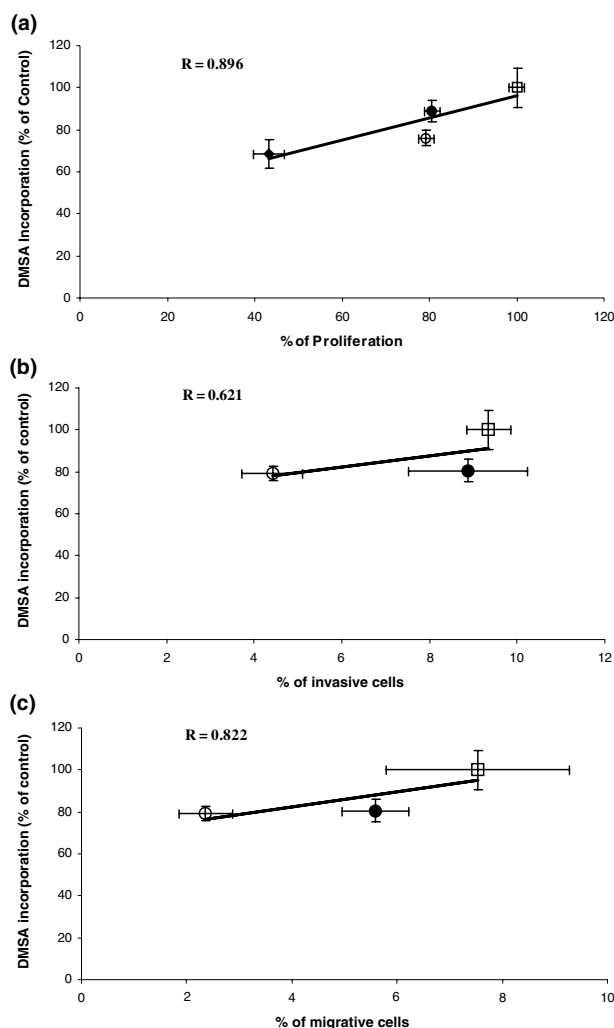 (a)
R = 0.896
DMSA Incorporation (% of Control)
120
100
80
60
40
20
0
0 20 40 60 80 100 120
% of Proliferation
(b)
R = 0.621
DMSA incorporation (% of control)
120
100
80
60
40
20
0
0 2 4 6 8 10 12
% of invasive cells
(c)
R = 0.822
DMSA incorporation (% of control)
120
100
80
60
40
20
0
0 2 4 6 8 10
% of migrative cells